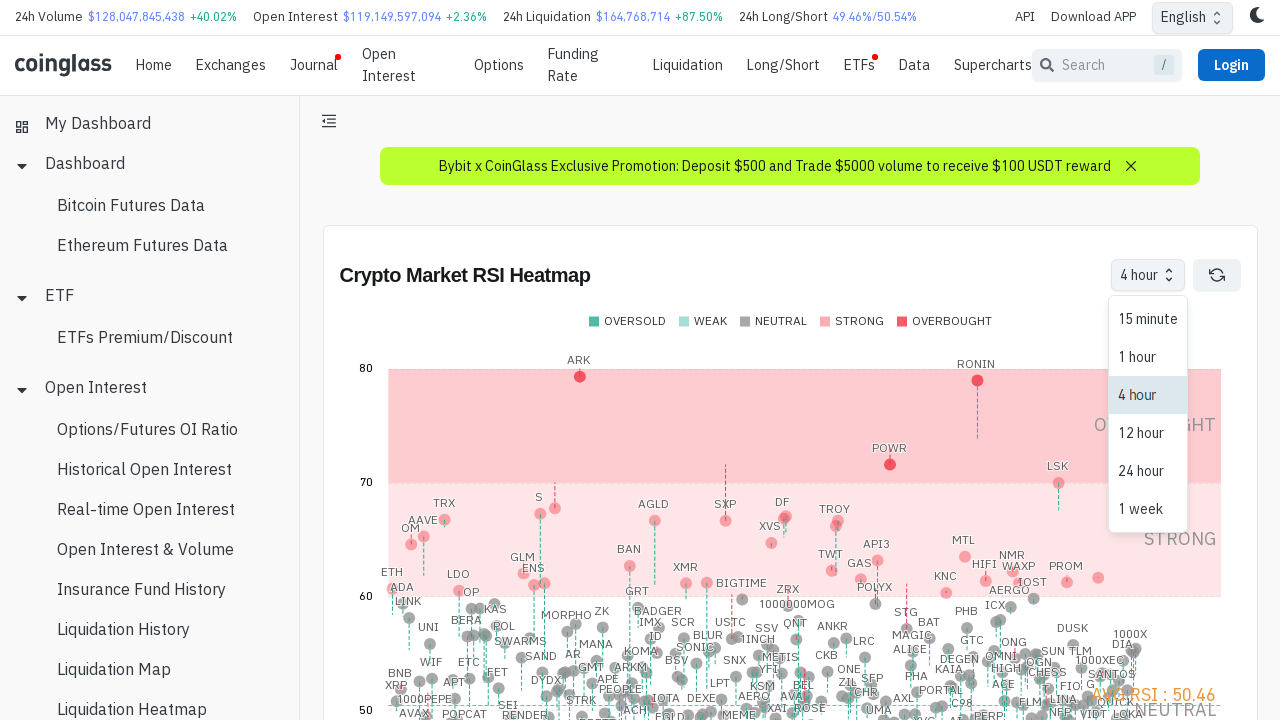 24h Volume $128,047,845,438 +40.02% Open Interest $119,149,597,094 +2.36% 24h Liquidation $164,768,714 +87.50% 24h Long/Short 49.46%/50.54% API Download APP English
coinglass Home Exchanges Journal Open Interest Options Funding Rate Liquidation Long/Short ETFs Data Supercharts Search / Login
My Dashboard
Dashboard
Bitcoin Futures Data
Ethereum Futures Data
ETF
ETFs Premium/Discount
Open Interest
Options/Futures OI Ratio
Historical Open Interest
Real-time Open Interest
Open Interest & Volume
Insurance Fund History
Liquidation History
Liquidation Map
Liquidation Heatmap
Bybit x CoinGlass Exclusive Promotion: Deposit $500 and Trade $5000 volume to receive $100 USDT reward
Crypto Market RSI Heatmap
4 hour
15 minute
1 hour
4 hour
12 hour
24 hour
1 week
OVERSOLD WEAK NEUTRAL STRONG OVERBOUGHT
80
ARK RONIN
POWR
LSK
70
TRX S AGLD SXP DF TROY
OM AAVE XVS
STRONG
GLM BAN TWT API3 MTL NMR
ETH ADA LDO ENS XMR GAS KNC HIFI WAXP PROM
60
LINK OP GRT BIGTIME ZRX POLYX AERGO IOST
KAS MORPHO ZK BADGER 1000000MOG STG PHB ICX
UNI BERA POL IMX SCR USTC SSV QNT ANKR BAT DUSK 1000X
SWARMS MANA ID BLUR 1INCH MAGIC GTC ONG DIA
WIF ETC SAND AR KOMA SONIC METIS CKB LRC ALICE DEGEN OMNI SUN TLM
BNB FET GMT ARKM BSV SNX ONE KAIA HIGH OGN 1000XEC
XRP APT DYDX APE LPT KSM BEL ZIL SFP PHA ACE CHESS SANTOS
1000PEPE STRK PEOPLE IOTA DEXE AERO AVA CHR PORTAL FIO
AVG RSI : 50.46
50
AVAX POPCAT SEI RENDER ACH MEME XAI ROSE UMA AXL C98 PERP ELM LINA QUICK
NEUTRAL